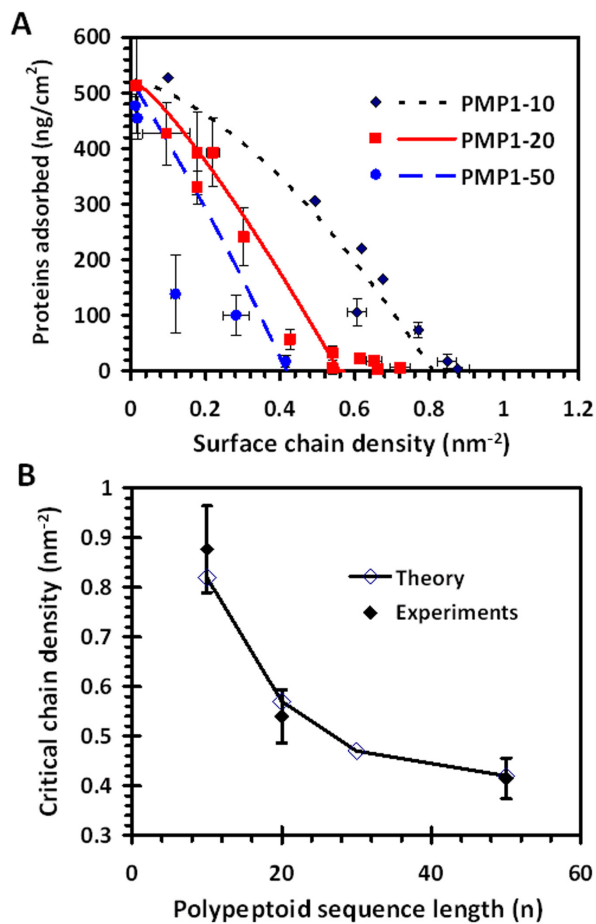 A
600
500
400
300
200
100
0
Proteins adsorbed (ng/cm²)
PMP1-10
PMP1-20
PMP1-50
0 0.2 0.4 0.6 0.8 1 1.2
Surface chain density (nm⁻²)
B
1
0.9
0.8
0.7
0.6
0.5
0.4
0.3
Critical chain density (nm⁻²)
Theory
Experiments
0 20 40 60
Polypeptoid sequence length (n)